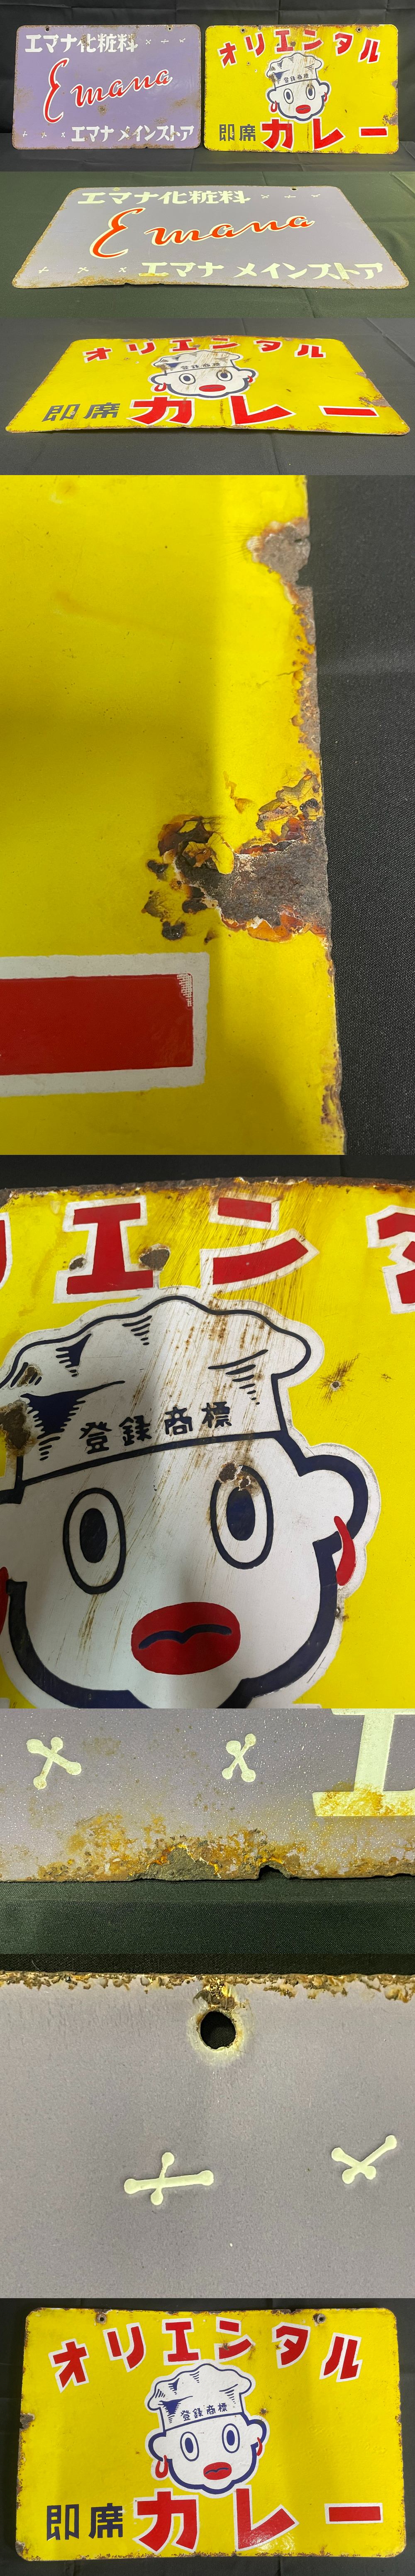 エマナ化粧料
Emana
エマナ メインストア
オリエンタル
登録商標
即席カレー
エマナ化粧料
Emana
エマナ メインストア
オリエンタル
登録商標
即席カレー
リエンタ
登録商標
オリエンタル
登録商標
即席カレー